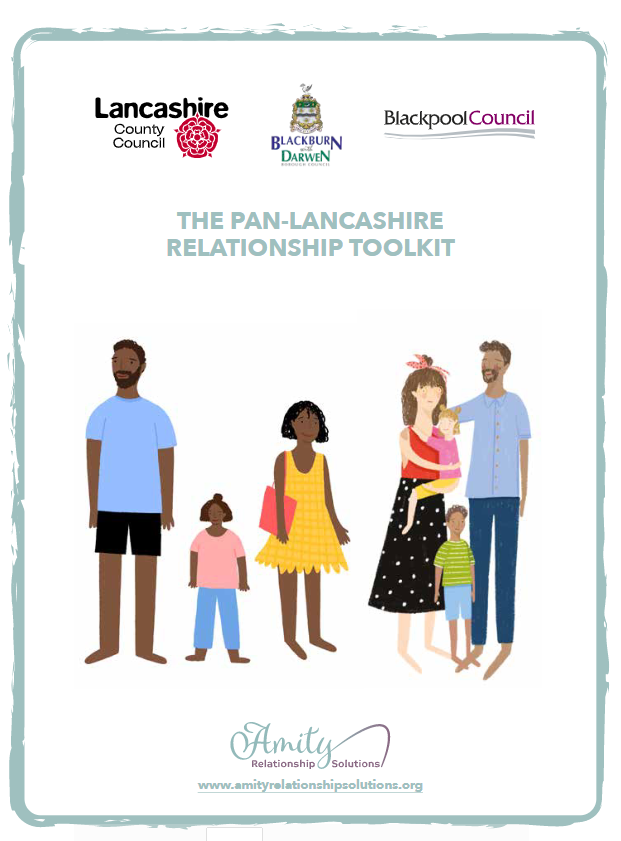 Lancashire
County
Council
BLACKBURN
with
DARWEN
BOROUGH COUNCIL
BlackpoolCouncil
THE PAN-LANCASHIRE
RELATIONSHIP TOOLKIT
Amity
Relationship Solutions
www.amityrelationshipsolutions.org